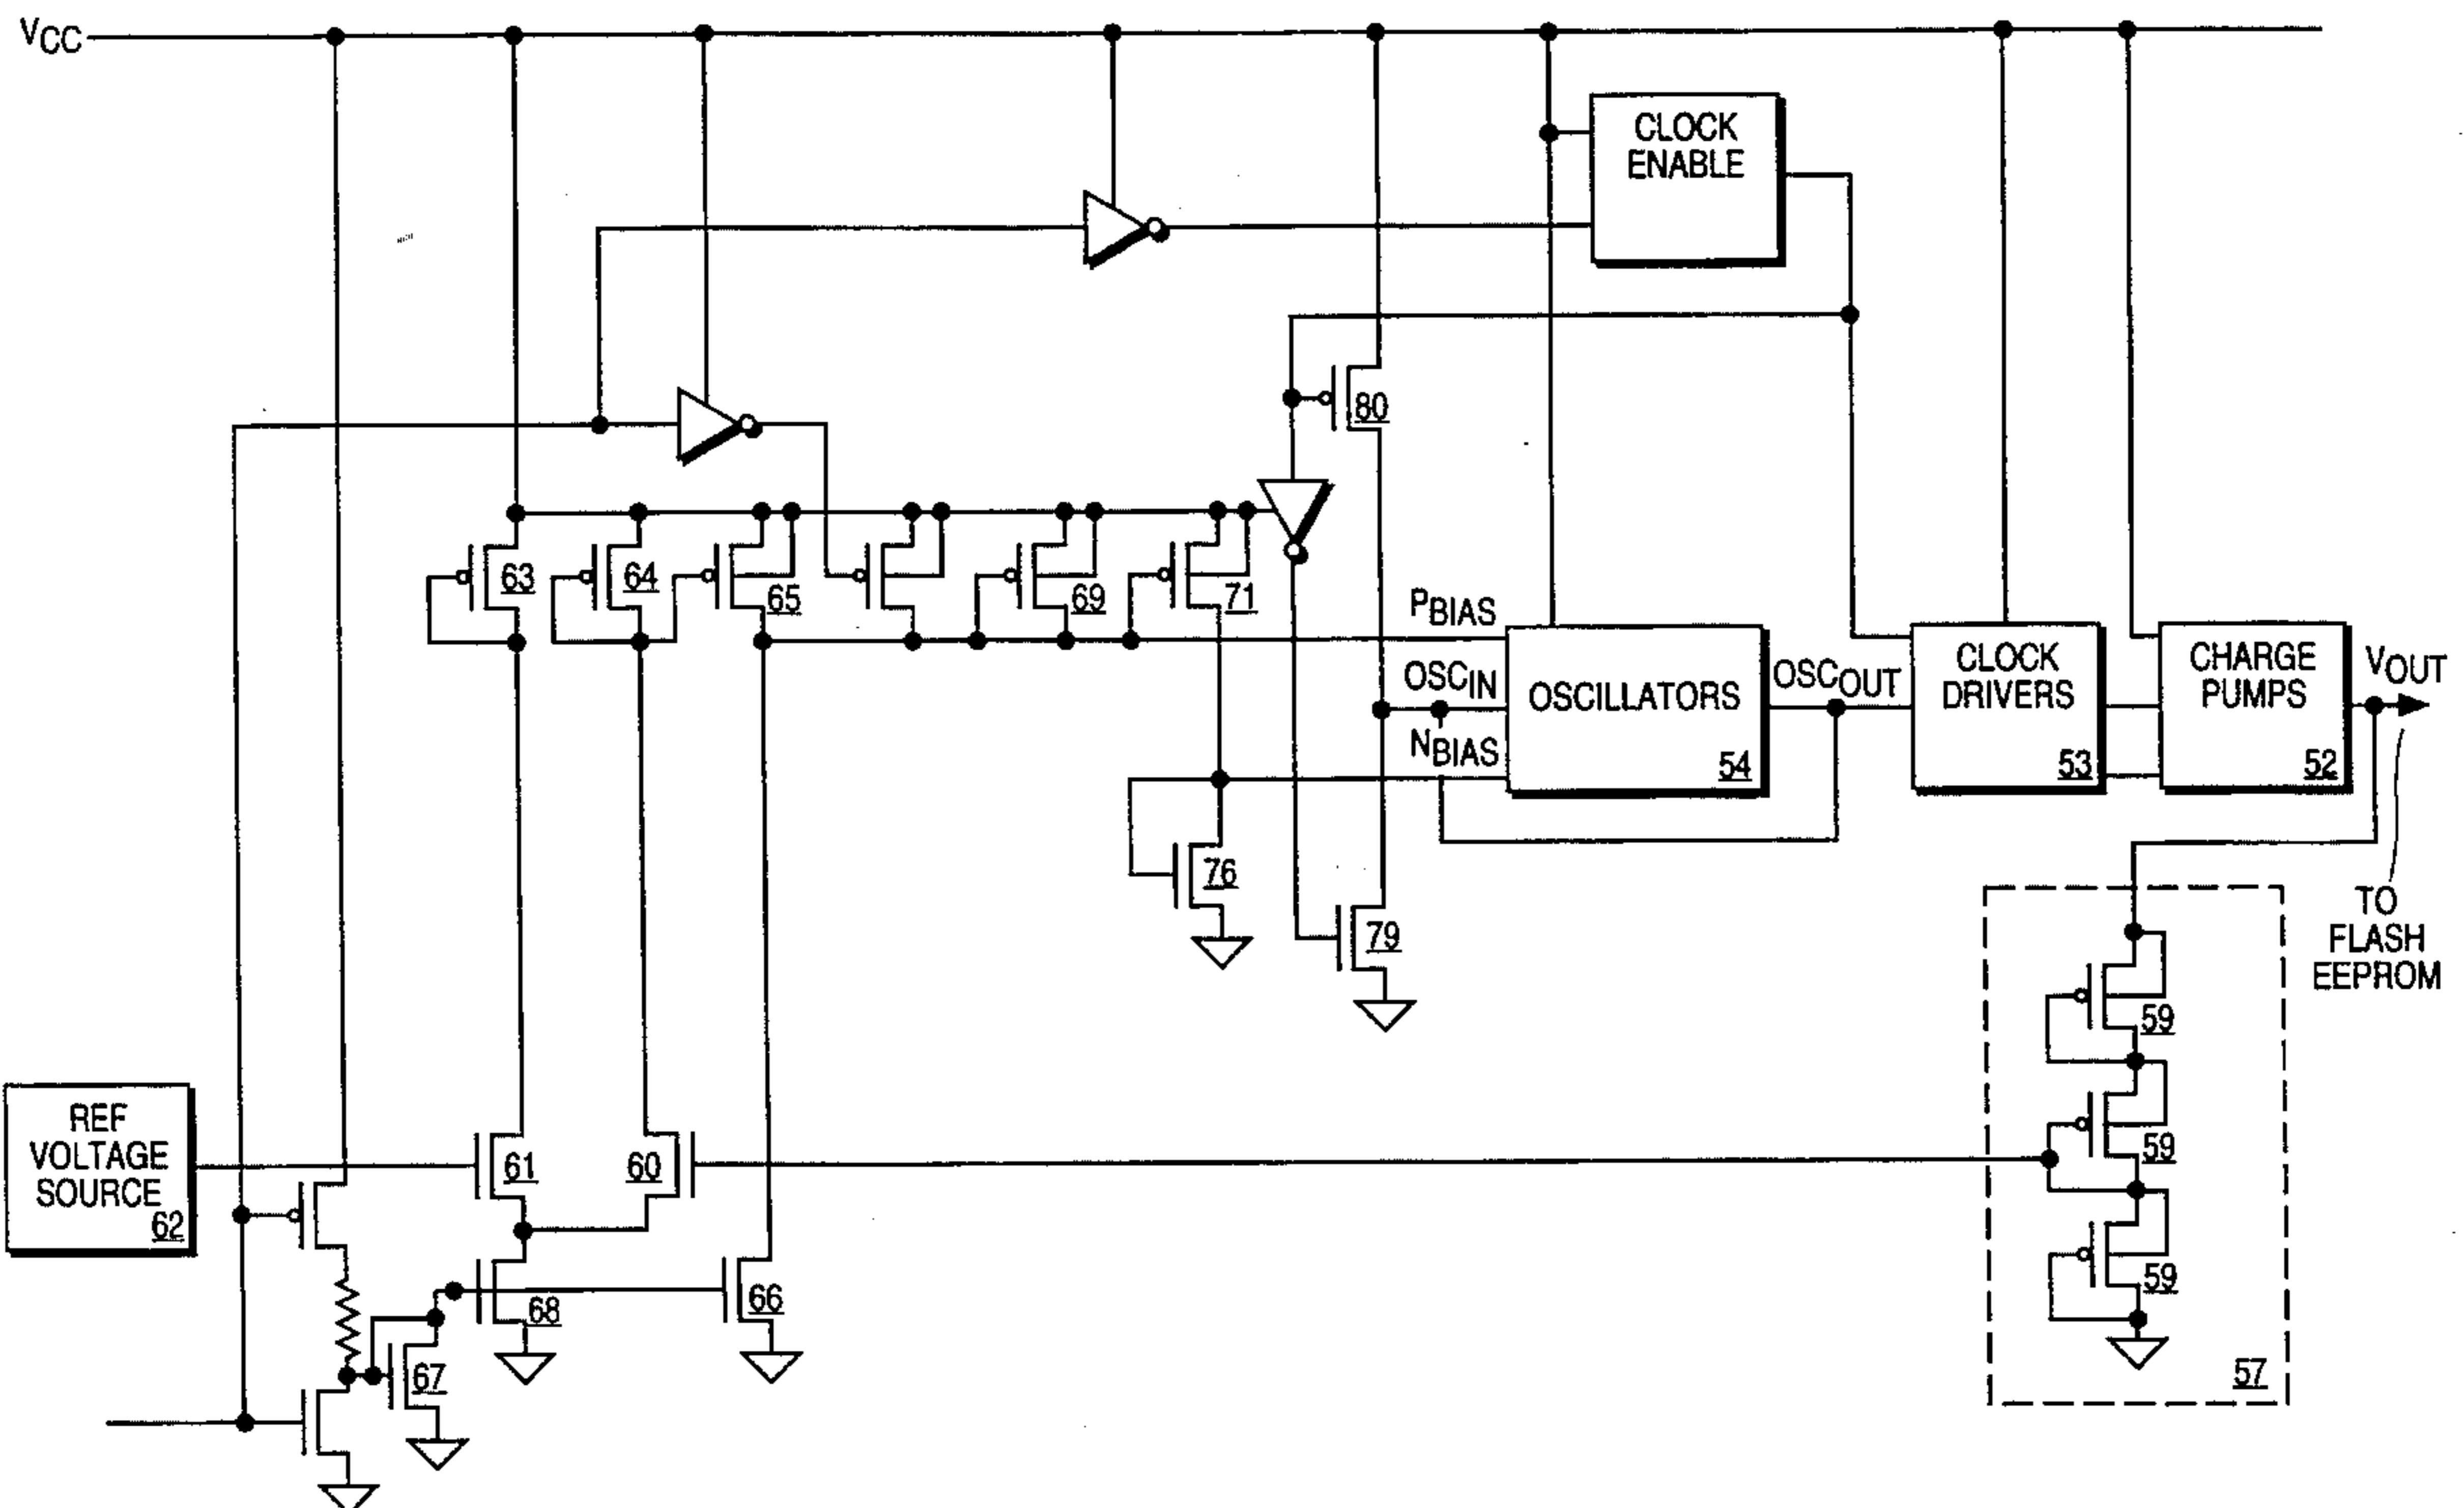 VCC
CLOCK
ENABLE
80
63
64
65
69
71
PBIAS
OSCIN
NBIAS
OSCILLATORS
54
OSCOUT
CLOCK
DRIVERS
53
CHARGE
PUMPS
52
VOUT
76
79
TO
FLASH
EEPROM
59
59
59
57
REF
VOLTAGE
SOURCE
62
61
60
68
66
67